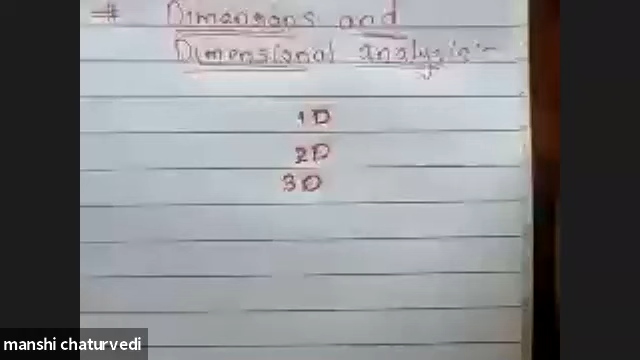 # Dimensions and
Dimensional analysis :-
1D
2D
3D
manshi chaturvedi